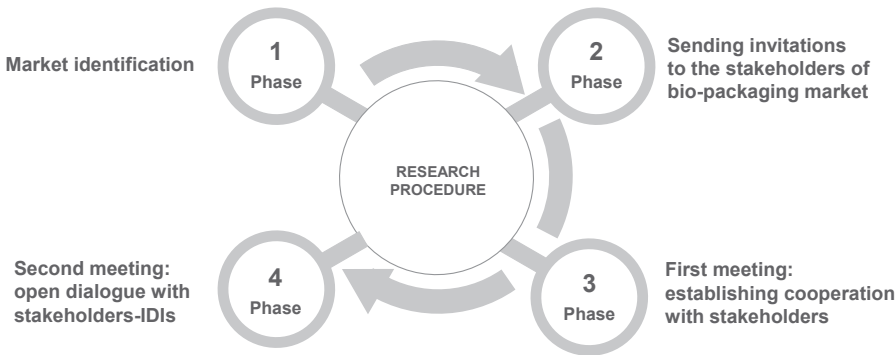 Market identification
1
Phase
2
Phase
Sending invitations
to the stakeholders of
bio-packaging market
RESEARCH
PROCEDURE
Second meeting:
open dialogue with
stakeholders-IDIs
4
Phase
3
Phase
First meeting:
establishing cooperation
with stakeholders